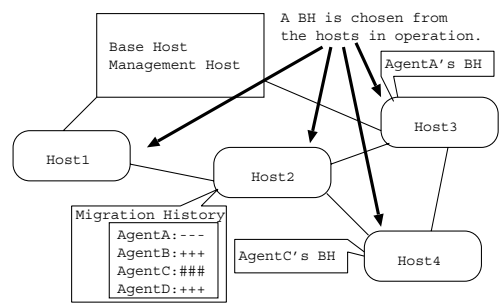 A BH is chosen from
the hosts in operation.
Base Host
Management Host
AgentA's BH
Host3
Host1
Host2
Migration History
AgentA:---
AgentB:+++
AgentC:###
AgentD:+++
AgentC's BH
Host4